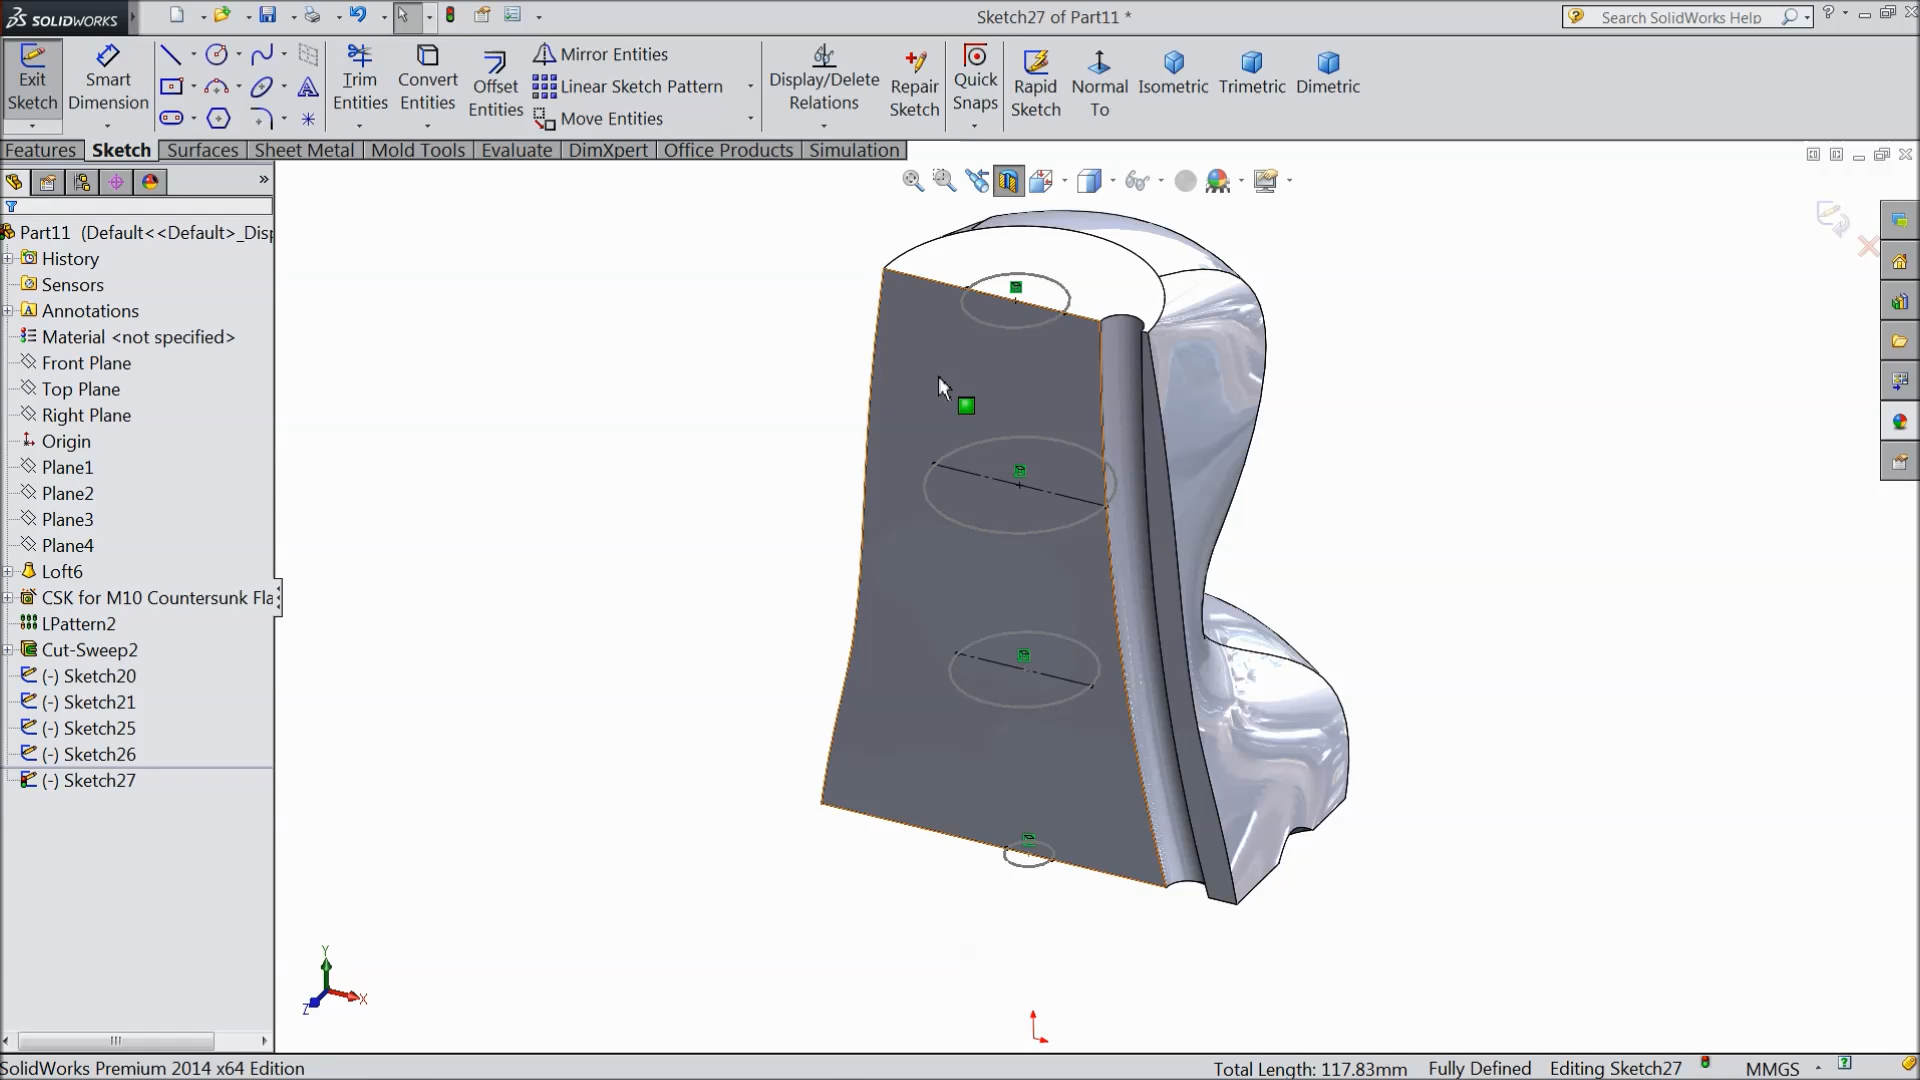 SOLIDWORKS
Sketch27 of Part11 *
Search SolidWorks Help
Exit
Sketch
Smart
Dimension
Trim
Entities
Convert
Entities
Offset
Entities
Mirror Entities
Linear Sketch Pattern
Move Entities
Display/Delete
Relations
Repair
Sketch
Quick
Snaps
Rapid
Sketch
Normal
To
Isometric
Trimetric
Dimetric
Features
Sketch
Surfaces
Sheet Metal
Mold Tools
Evaluate
DimXpert
Office Products
Simulation
Part11 (Default<<Default>_Disp
History
Sensors
Annotations
Material <not specified>
Front Plane
Top Plane
Right Plane
Origin
Plane1
Plane2
Plane3
Plane4
Loft6
CSK for M10 Countersunk Fla
LPattern2
Cut-Sweep2
(-) Sketch20
(-) Sketch21
(-) Sketch25
(-) Sketch26
(-) Sketch27
Y
X
Z
SolidWorks Premium 2014 x64 Edition
Total Length: 117.83mm
Fully Defined
Editing Sketch27
MMGS